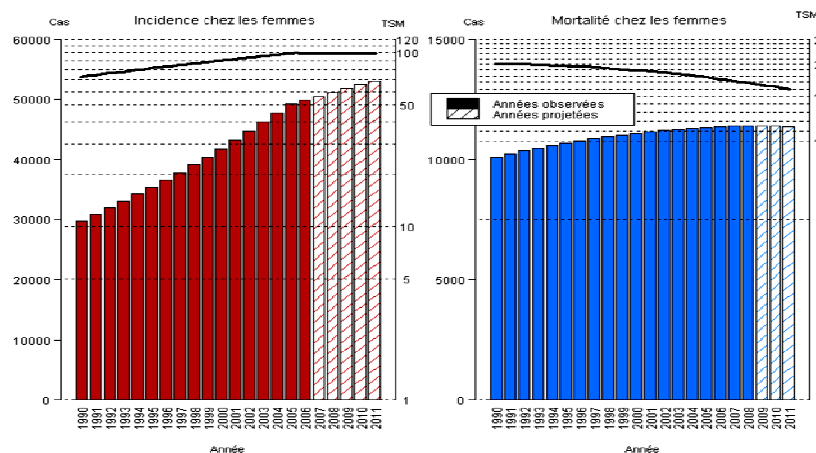 Incidence chez les femmes
Cas
TSM
60000
50000
40000
30000
20000
10000
0
120
100
50
10
5
1
1990 1991 1992 1993 1994 1995 1996 1997 1998 1999 2000 2001 2002 2003 2004 2005 2006 2007 2008 2009 2010 2011
Année
Mortalité chez les femmes
Cas
TSM
15000
10000
5000
0
Années observées
Années projetées
1990 1991 1992 1993 1994 1995 1996 1997 1998 1999 2000 2001 2002 2003 2004 2005 2006 2007 2008 2009 2010 2011
Année